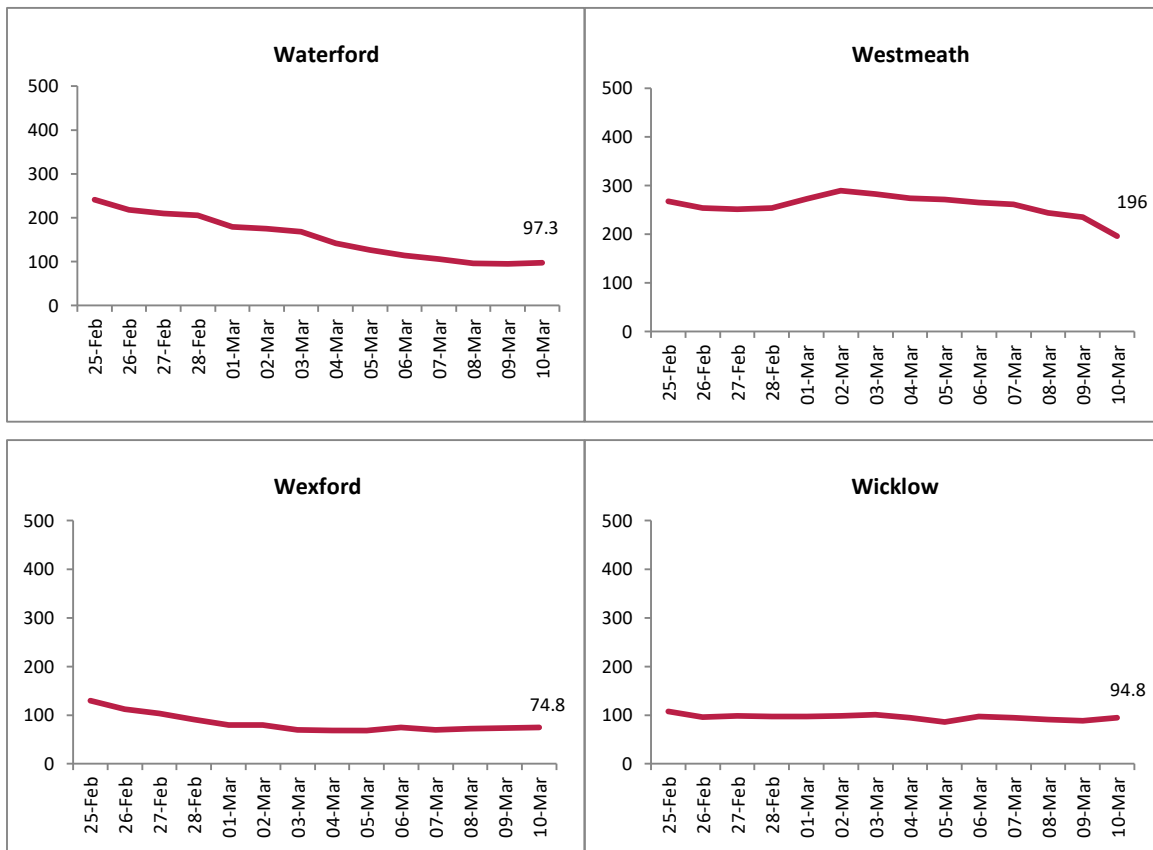 Waterford
500
400
300
200
100
0
97.3
25-Feb
26-Feb
27-Feb
28-Feb
01-Mar
02-Mar
03-Mar
04-Mar
05-Mar
06-Mar
07-Mar
08-Mar
09-Mar
10-Mar
Westmeath
500
400
300
200
100
0
196
25-Feb
26-Feb
27-Feb
28-Feb
01-Mar
02-Mar
03-Mar
04-Mar
05-Mar
06-Mar
07-Mar
08-Mar
09-Mar
10-Mar
Wexford
500
400
300
200
100
0
74.8
25-Feb
26-Feb
27-Feb
28-Feb
01-Mar
02-Mar
03-Mar
04-Mar
05-Mar
06-Mar
07-Mar
08-Mar
09-Mar
10-Mar
Wicklow
500
400
300
200
100
0
94.8
25-Feb
26-Feb
27-Feb
28-Feb
01-Mar
02-Mar
03-Mar
04-Mar
05-Mar
06-Mar
07-Mar
08-Mar
09-Mar
10-Mar